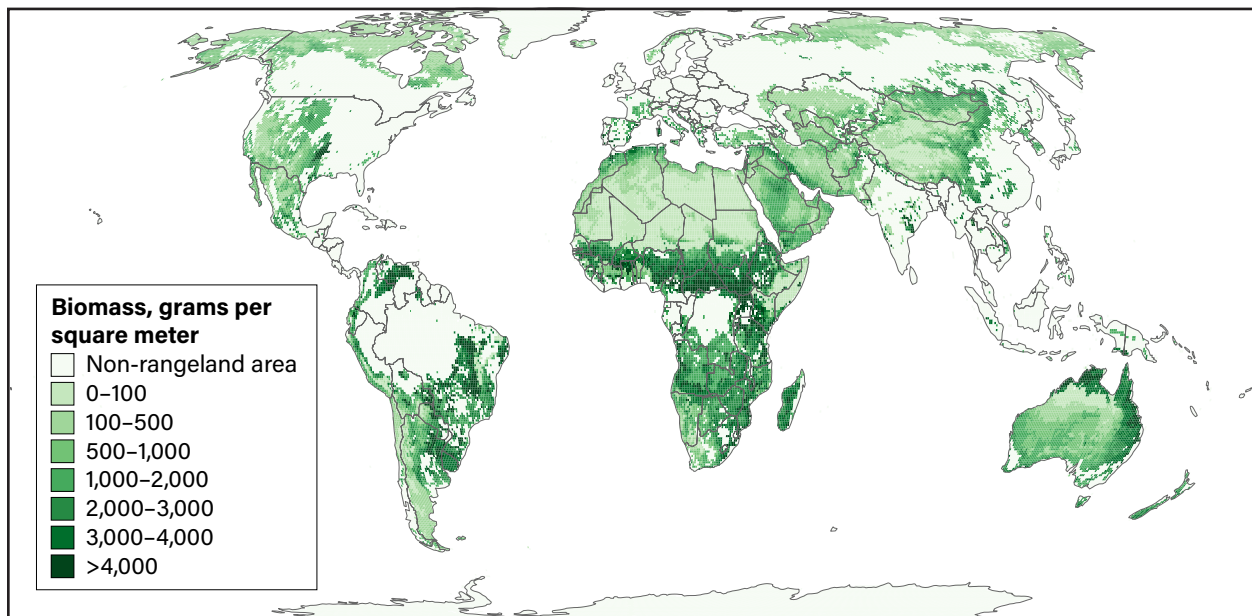 Biomass, grams per
square meter
Non-rangeland area
0–100
100–500
500–1,000
1,000–2,000
2,000–3,000
3,000–4,000
>4,000